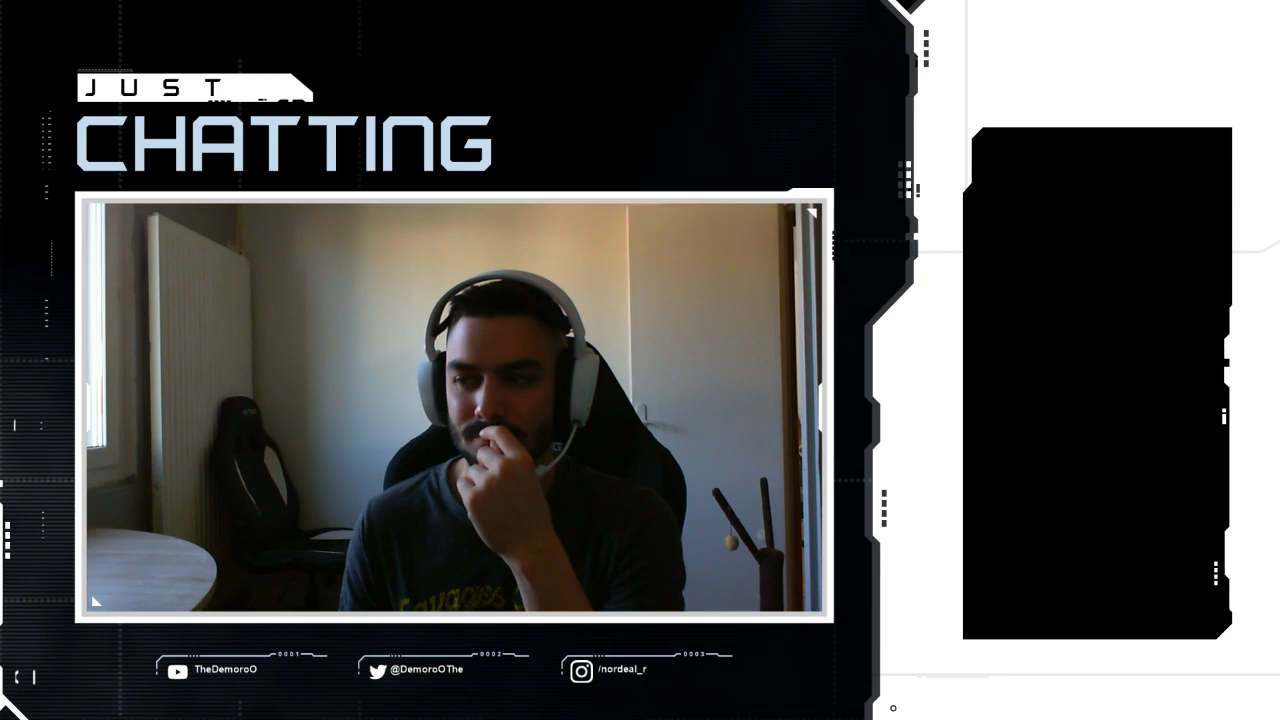 JUST
CHATTING
0001
TheDemoroO
0002
@DemoroOThe
0003
/nordeal_r